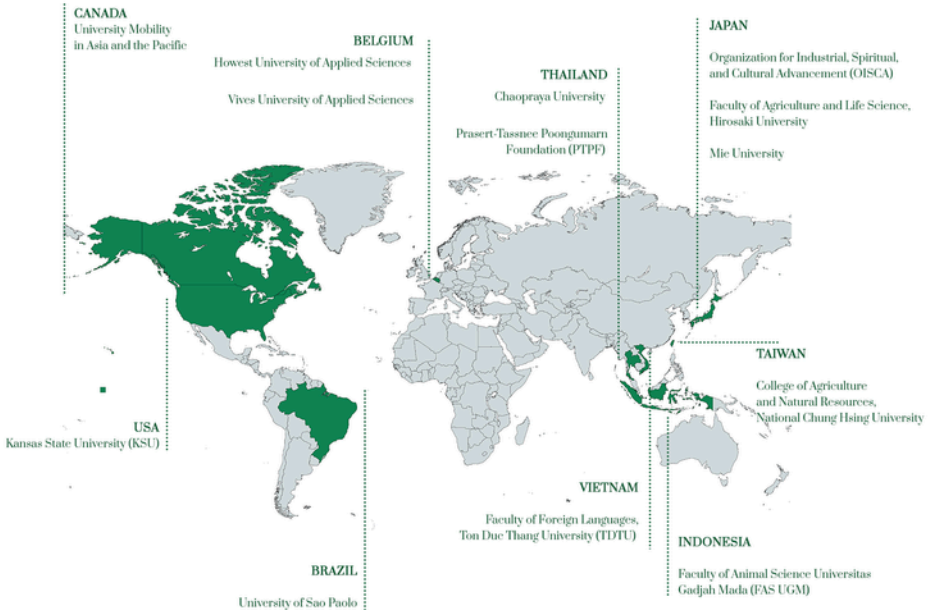 CANADA
University Mobility
in Asia and the Pacific
BELGIUM
Howest University of Applied Sciences
Vives University of Applied Sciences
THAILAND
Chaopraya University
Prasert-Tassnee Poongumarn
Foundation (PTPF)
JAPAN
Organization for Industrial, Spiritual,
and Cultural Advancement (OISCA)
Faculty of Agriculture and Life Science,
Hirosaki University
Mie University
TAIWAN
College of Agriculture
and Natural Resources,
National Chung Hsing University
USA
Kansas State University (KSU)
VIETNAM
Faculty of Foreign Languages,
Ton Duc Thang University (TDTU)
INDONESIA
Faculty of Animal Science Universitas
Gadjah Mada (FAS UGM)
BRAZIL
University of Sao Paolo